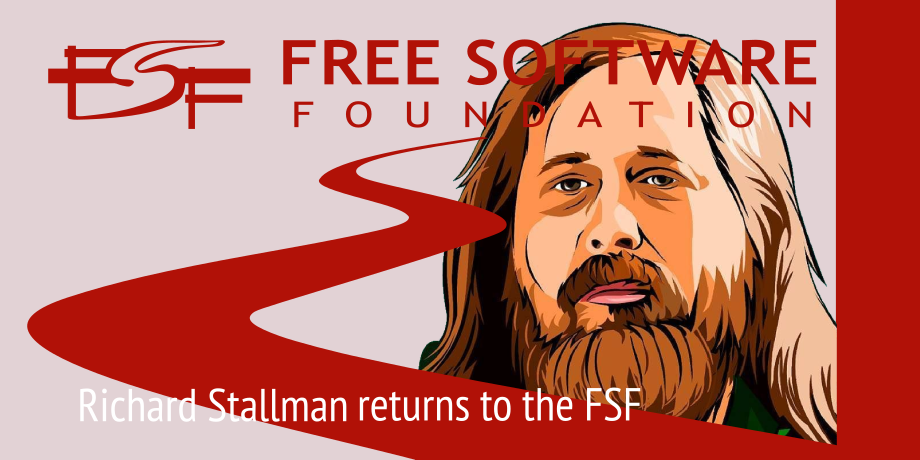 FSF
FREE SOFTWARE
FOUNDATION
Richard Stallman returns to the FSF